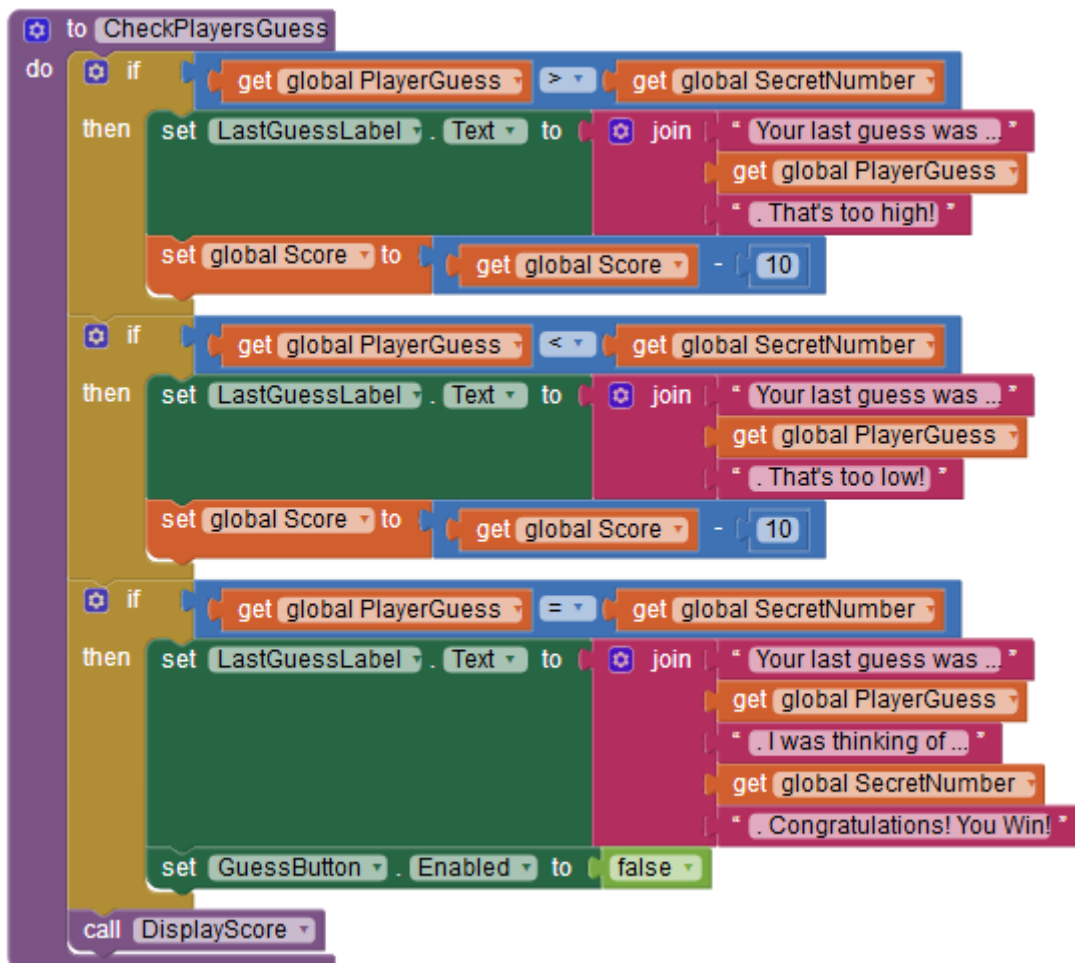 to CheckPlayersGuess
do if get global PlayerGuess > get global SecretNumber
then set LastGuessLabel . Text to join “ Your last guess was ... ”
get global PlayerGuess
“ . That's too high! ”
set global Score to get global Score - 10
if get global PlayerGuess < get global SecretNumber
then set LastGuessLabel . Text to join “ Your last guess was ... ”
get global PlayerGuess
“ . That's too low! ”
set global Score to get global Score - 10
if get global PlayerGuess = get global SecretNumber
then set LastGuessLabel . Text to join “ Your last guess was ... ”
get global PlayerGuess
“ . I was thinking of ... ”
get global SecretNumber
“ . Congratulations! You Win! ”
set GuessButton . Enabled to false
call DisplayScore